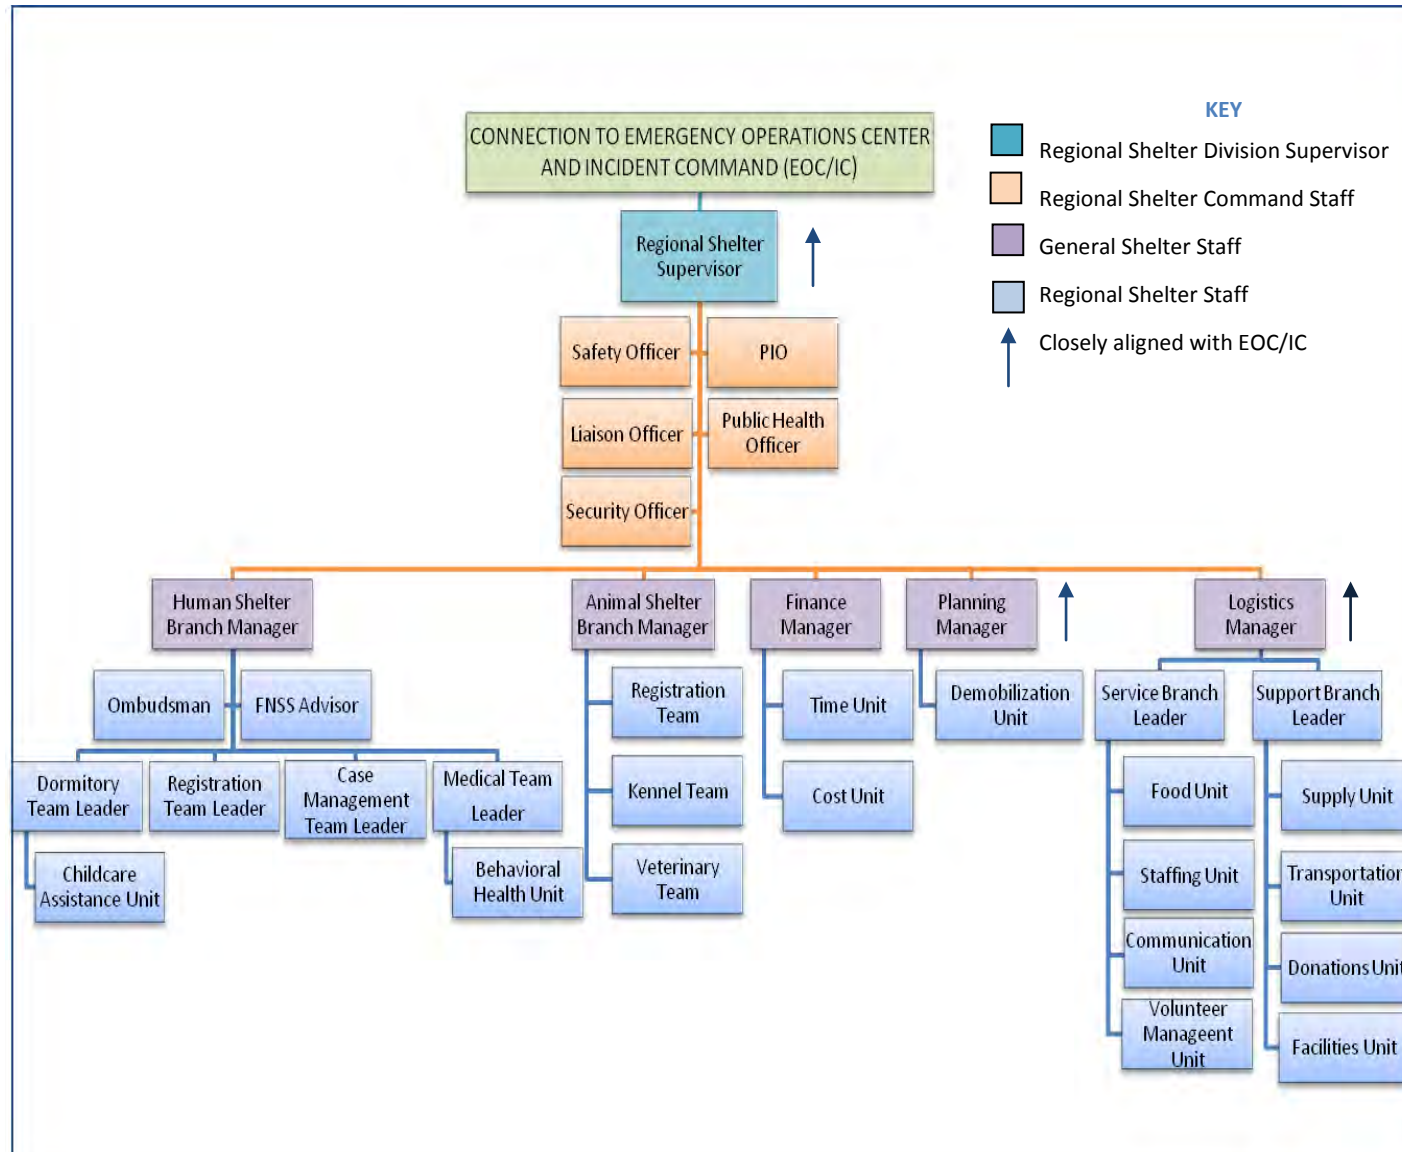 KEY
Regional Shelter Division Supervisor
Regional Shelter Command Staff
General Shelter Staff
Regional Shelter Staff
Closely aligned with EOC/IC
CONNECTION TO EMERGENCY OPERATIONS CENTER
AND INCIDENT COMMAND (EOC/IC)
Regional Shelter
Supervisor
Safety Officer
PIO
Liaison Officer
Public Health
Officer
Security Officer
Human Shelter
Branch Manager
Animal Shelter
Branch Manager
Finance
Manager
Planning
Manager
Logistics
Manager
Ombudsman
FNSS Advisor
Dormitory
Team Leader
Registration
Team Leader
Case
Management
Team Leader
Medical Team
Leader
Childcare
Assistance Unit
Behavioral
Health Unit
Registration
Team
Kennel Team
Veterinary
Team
Time Unit
Cost Unit
Demobilization
Unit
Service Branch
Leader
Support Branch
Leader
Food Unit
Staffing Unit
Communication
Unit
Volunteer
Manageent
Unit
Supply Unit
Transportation
Unit
Donations Unit
Facilities Unit